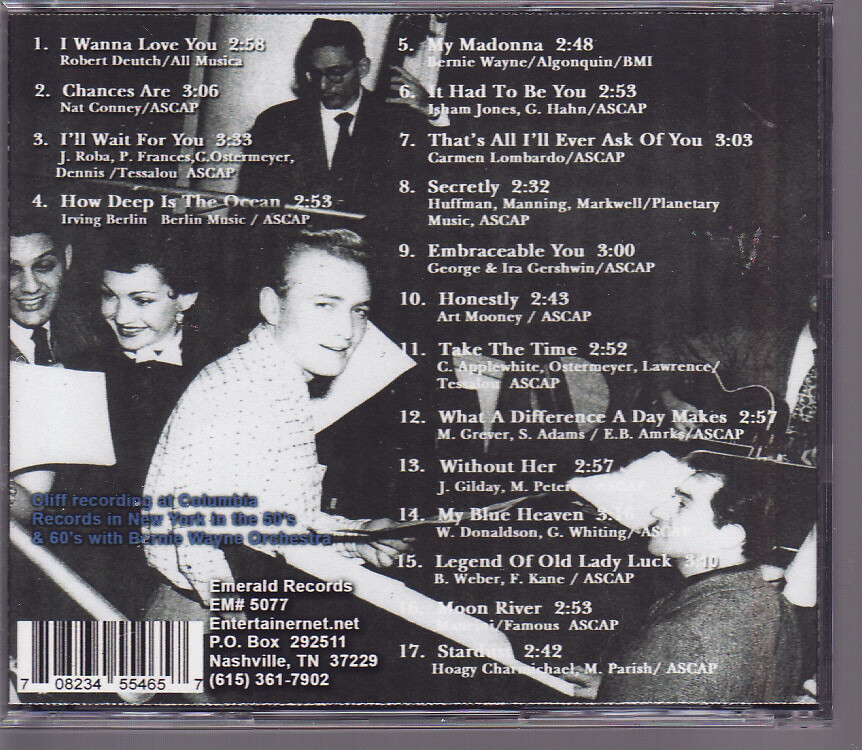 1. I Wanna Love You 2:58
Robert Deutch/All Musica
2. Chances Are 3:06
Nat Conney/ASCAP
3. I'll Wait For You 3:33
J. Roba, P. Frances,C.Ostermeyer,
Dennis /Tessalou ASCAP
4. How Deep Is The Ocean 2:53
Irving Berlin Berlin Music / ASCAP
5. My Madonna 2:48
Bernie Wayne/Algonquin/BMI
6. It Had To Be You 2:53
Isham Jones, G. Hahn/ASCAP
7. That's All I'll Ever Ask Of You 3:03
Carmen Lombardo/ASCAP
8. Secretly 2:32
Huffman, Manning, Markwell/Planetary
Music, ASCAP
9. Embraceable You 3:00
George & Ira Gershwin/ASCAP
10. Honestly 2:43
Art Mooney / ASCAP
11. Take The Time 2:52
C. Applewhite, Ostermeyer, Lawrence/
Tessalou ASCAP
12. What A Difference A Day Makes 2:57
M. Grever, S. Adams / E.B. Amrks/ASCAP
13. Without Her 2:57
J. Gilday, M.
14. My Blue Heaven
W. Donaldson, G. Whiting/ ASCAP
15. Legend Of Old Lady Luck 3:10
B. Weber, F. Kane / ASCAP
16. Moon River 2:53
Mancini/Famous ASCAP
17. Stardust 2:42
Hoagy Charmichael, M. Parish/ ASCAP
Cliff recording at Columbia
Records in New York in the 50's
& 60's with Bernie Wayne Orchestra
Emerald Records
EM# 5077
Entertainernet.net
P.O. Box 292511
Nashville, TN 37229
(615) 361-7902
7 08234 55465 7